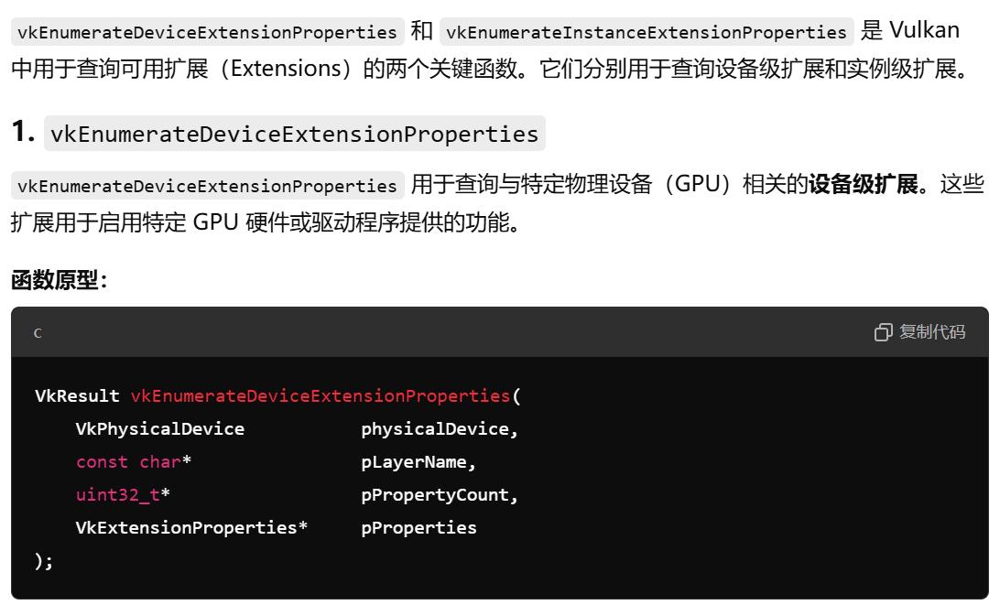 vkEnumerateDeviceExtensionProperties 和 vkEnumerateInstanceExtensionProperties 是 Vulkan
中用于查询可用扩展（Extensions）的两个关键函数。它们分别用于查询设备级扩展和实例级扩展。
1. vkEnumerateDeviceExtensionProperties
vkEnumerateDeviceExtensionProperties 用于查询与特定物理设备（GPU）相关的设备级扩展。这些
扩展用于启用特定 GPU 硬件或驱动程序提供的功能。
函数原型：
c 复制代码
VkResult vkEnumerateDeviceExtensionProperties(
VkPhysicalDevice physicalDevice,
const char* pLayerName,
uint32_t* pPropertyCount,
VkExtensionProperties* pProperties
);